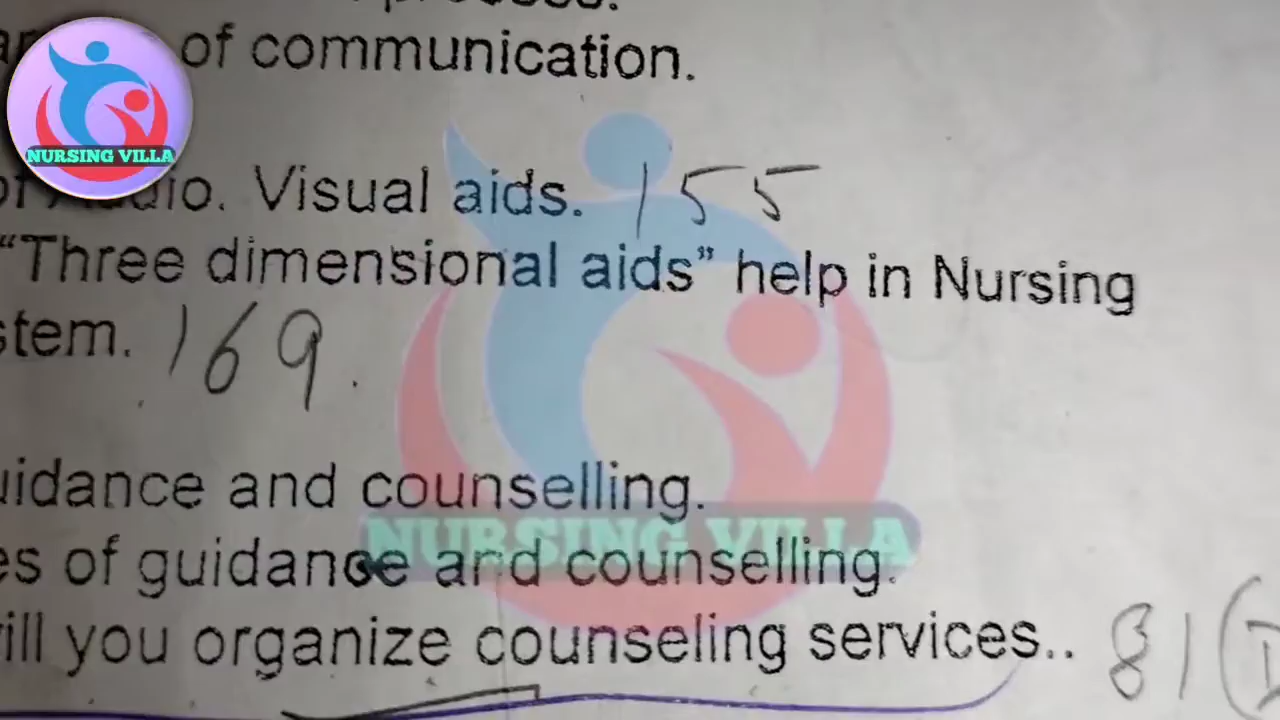 of communication.
NURSING VILLA
Visual aids. 155
"Three dimensional aids" help in Nursing
stem. 169.
uidance and counselling.
NURSING VILLA
es of guidance and counselling.
ill you organize counseling services.. 81